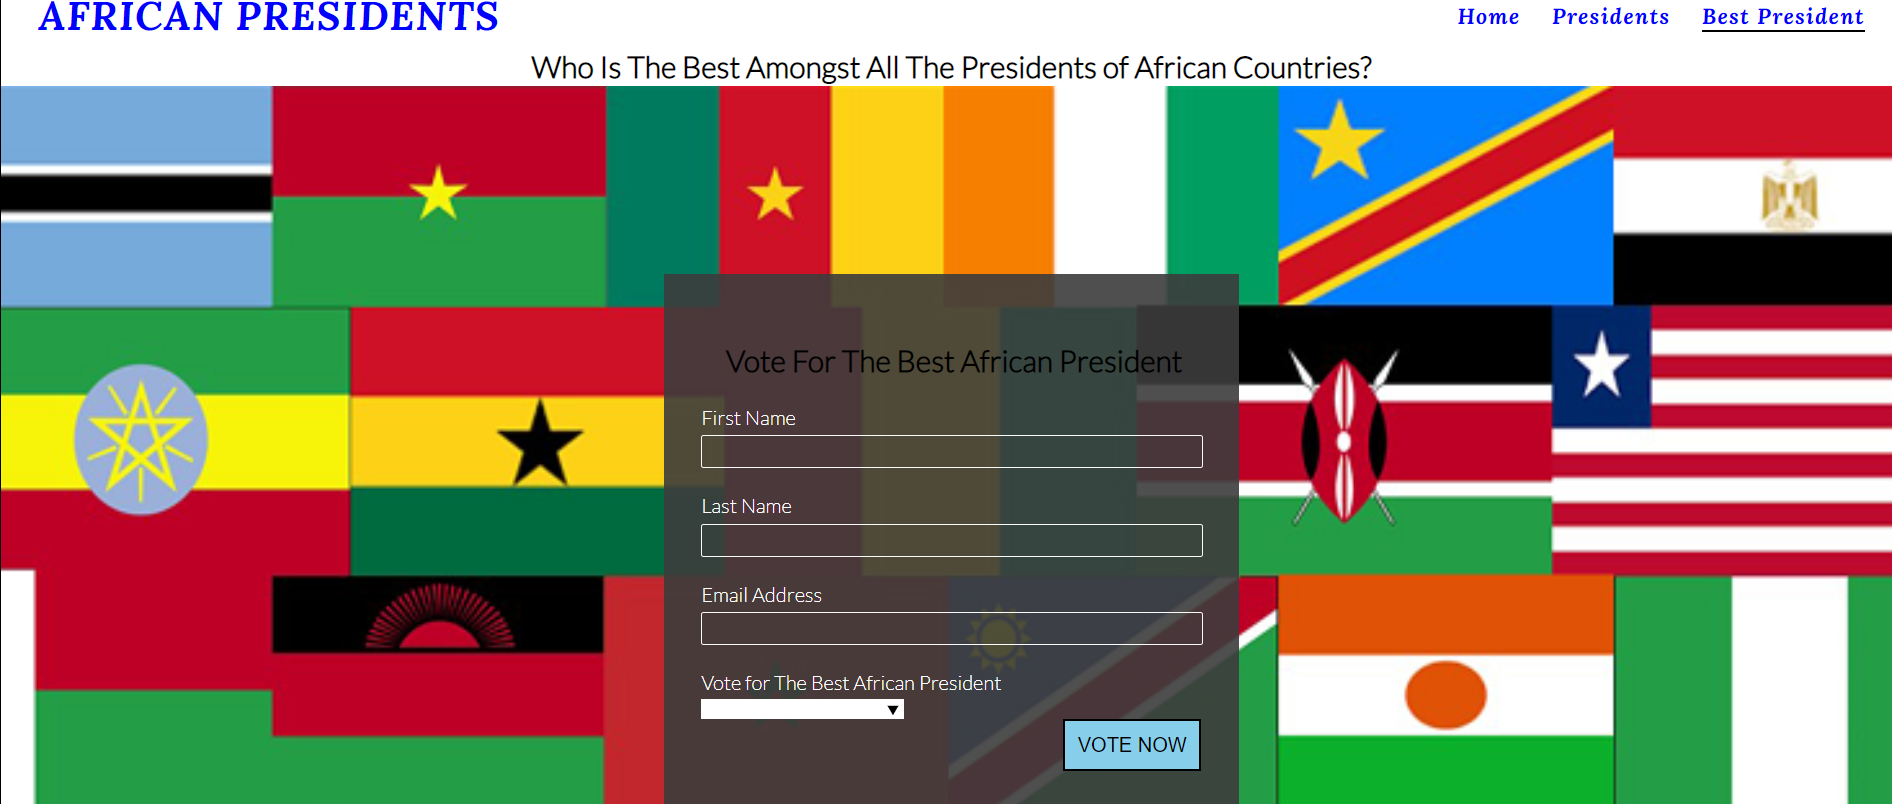 AFRICAN PRESIDENTS
Home Presidents Best President
Who Is The Best Amongst All The Presidents of African Countries?
Vote For The Best African President
First Name
Last Name
Email Address
Vote for The Best African President
VOTE NOW